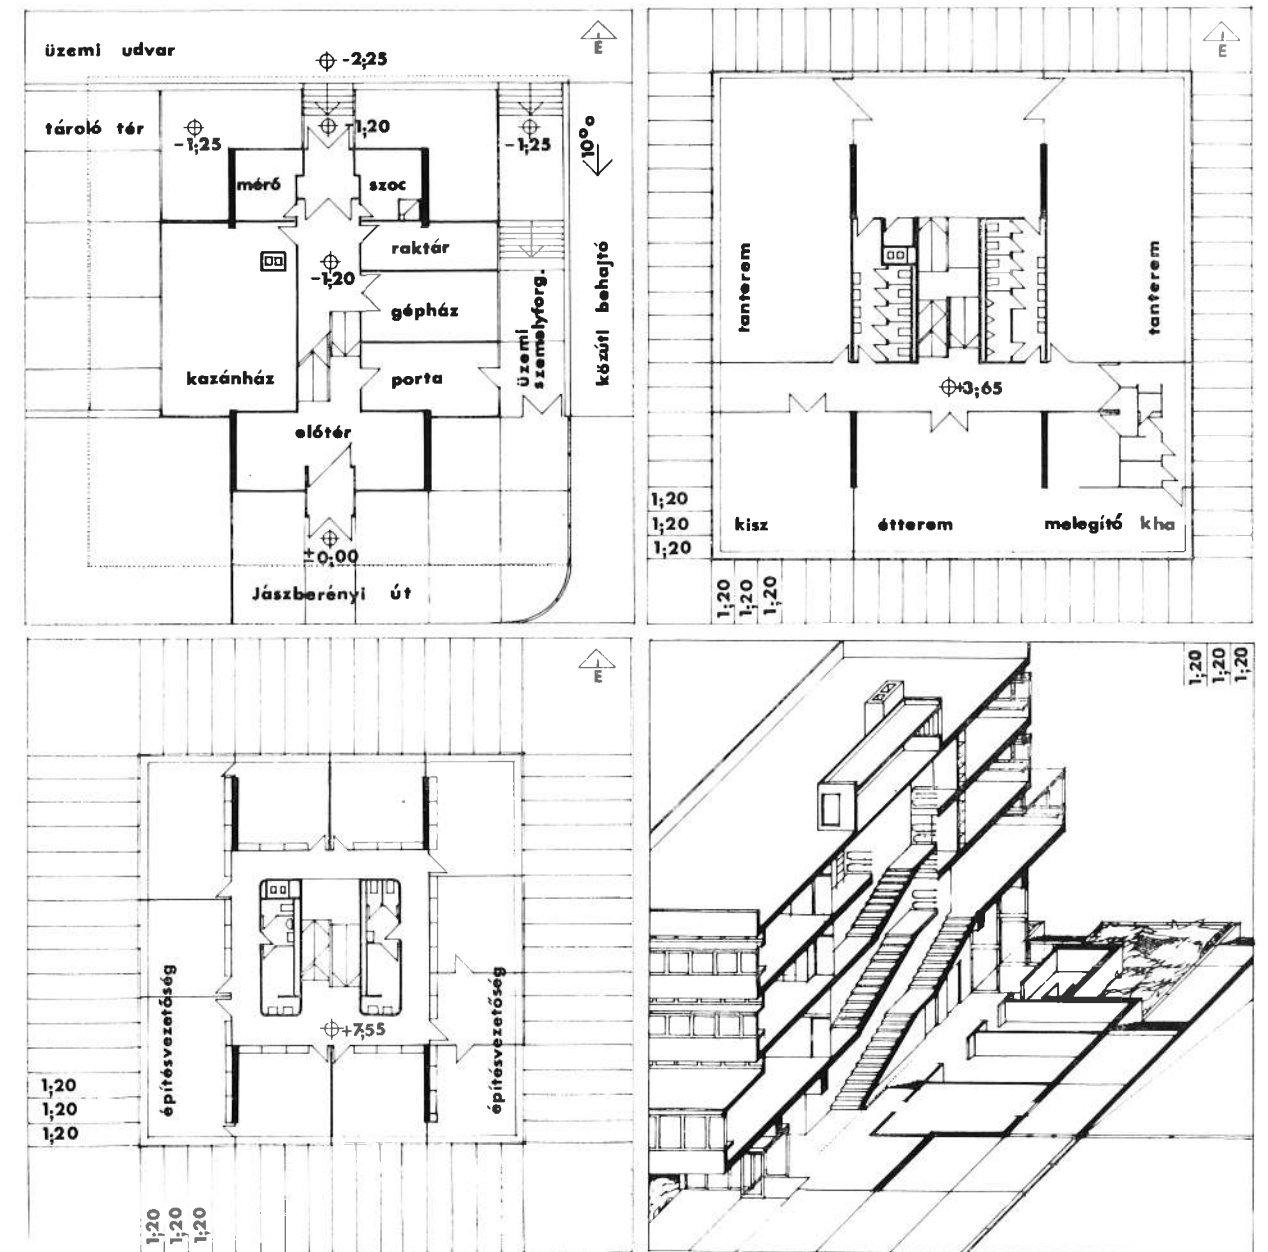 üzemi udvar
-2;25
E
tároló tér
-1;25
-1;20
-1;25
10%
mérő
szoc
raktár
-1;20
gépház
üzemi
személyforg.
közúti behajtó
kazánház
porta
előtér
±0;00
Jászberényi út
E
tanterem
tanterem
+3;65
1;20
1;20
1;20
kisz
étterem
melegítő kha
1;20
1;20
1;20
E
építésvezetőség
építésvezetőség
+7,55
1;20
1;20
1;20
1;20
1;20
1;20
1;20
1;20
1;20